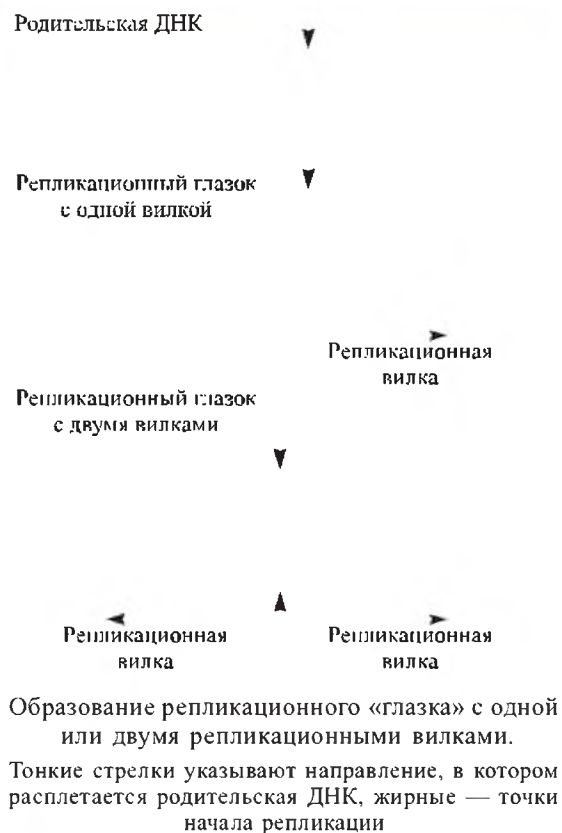 Родительская ДНК
Репликационный глазок
с одной вилкой
Репликационная
вилка
Репликационный глазок
с двумя вилками
Репликационная
вилка
Репликационная
вилка
Образование репликационного «глазка» с одной
или двумя репликационными вилками.
Тонкие стрелки указывают направление, в котором
расплетается родительская ДНК, жирные — точки
начала репликации